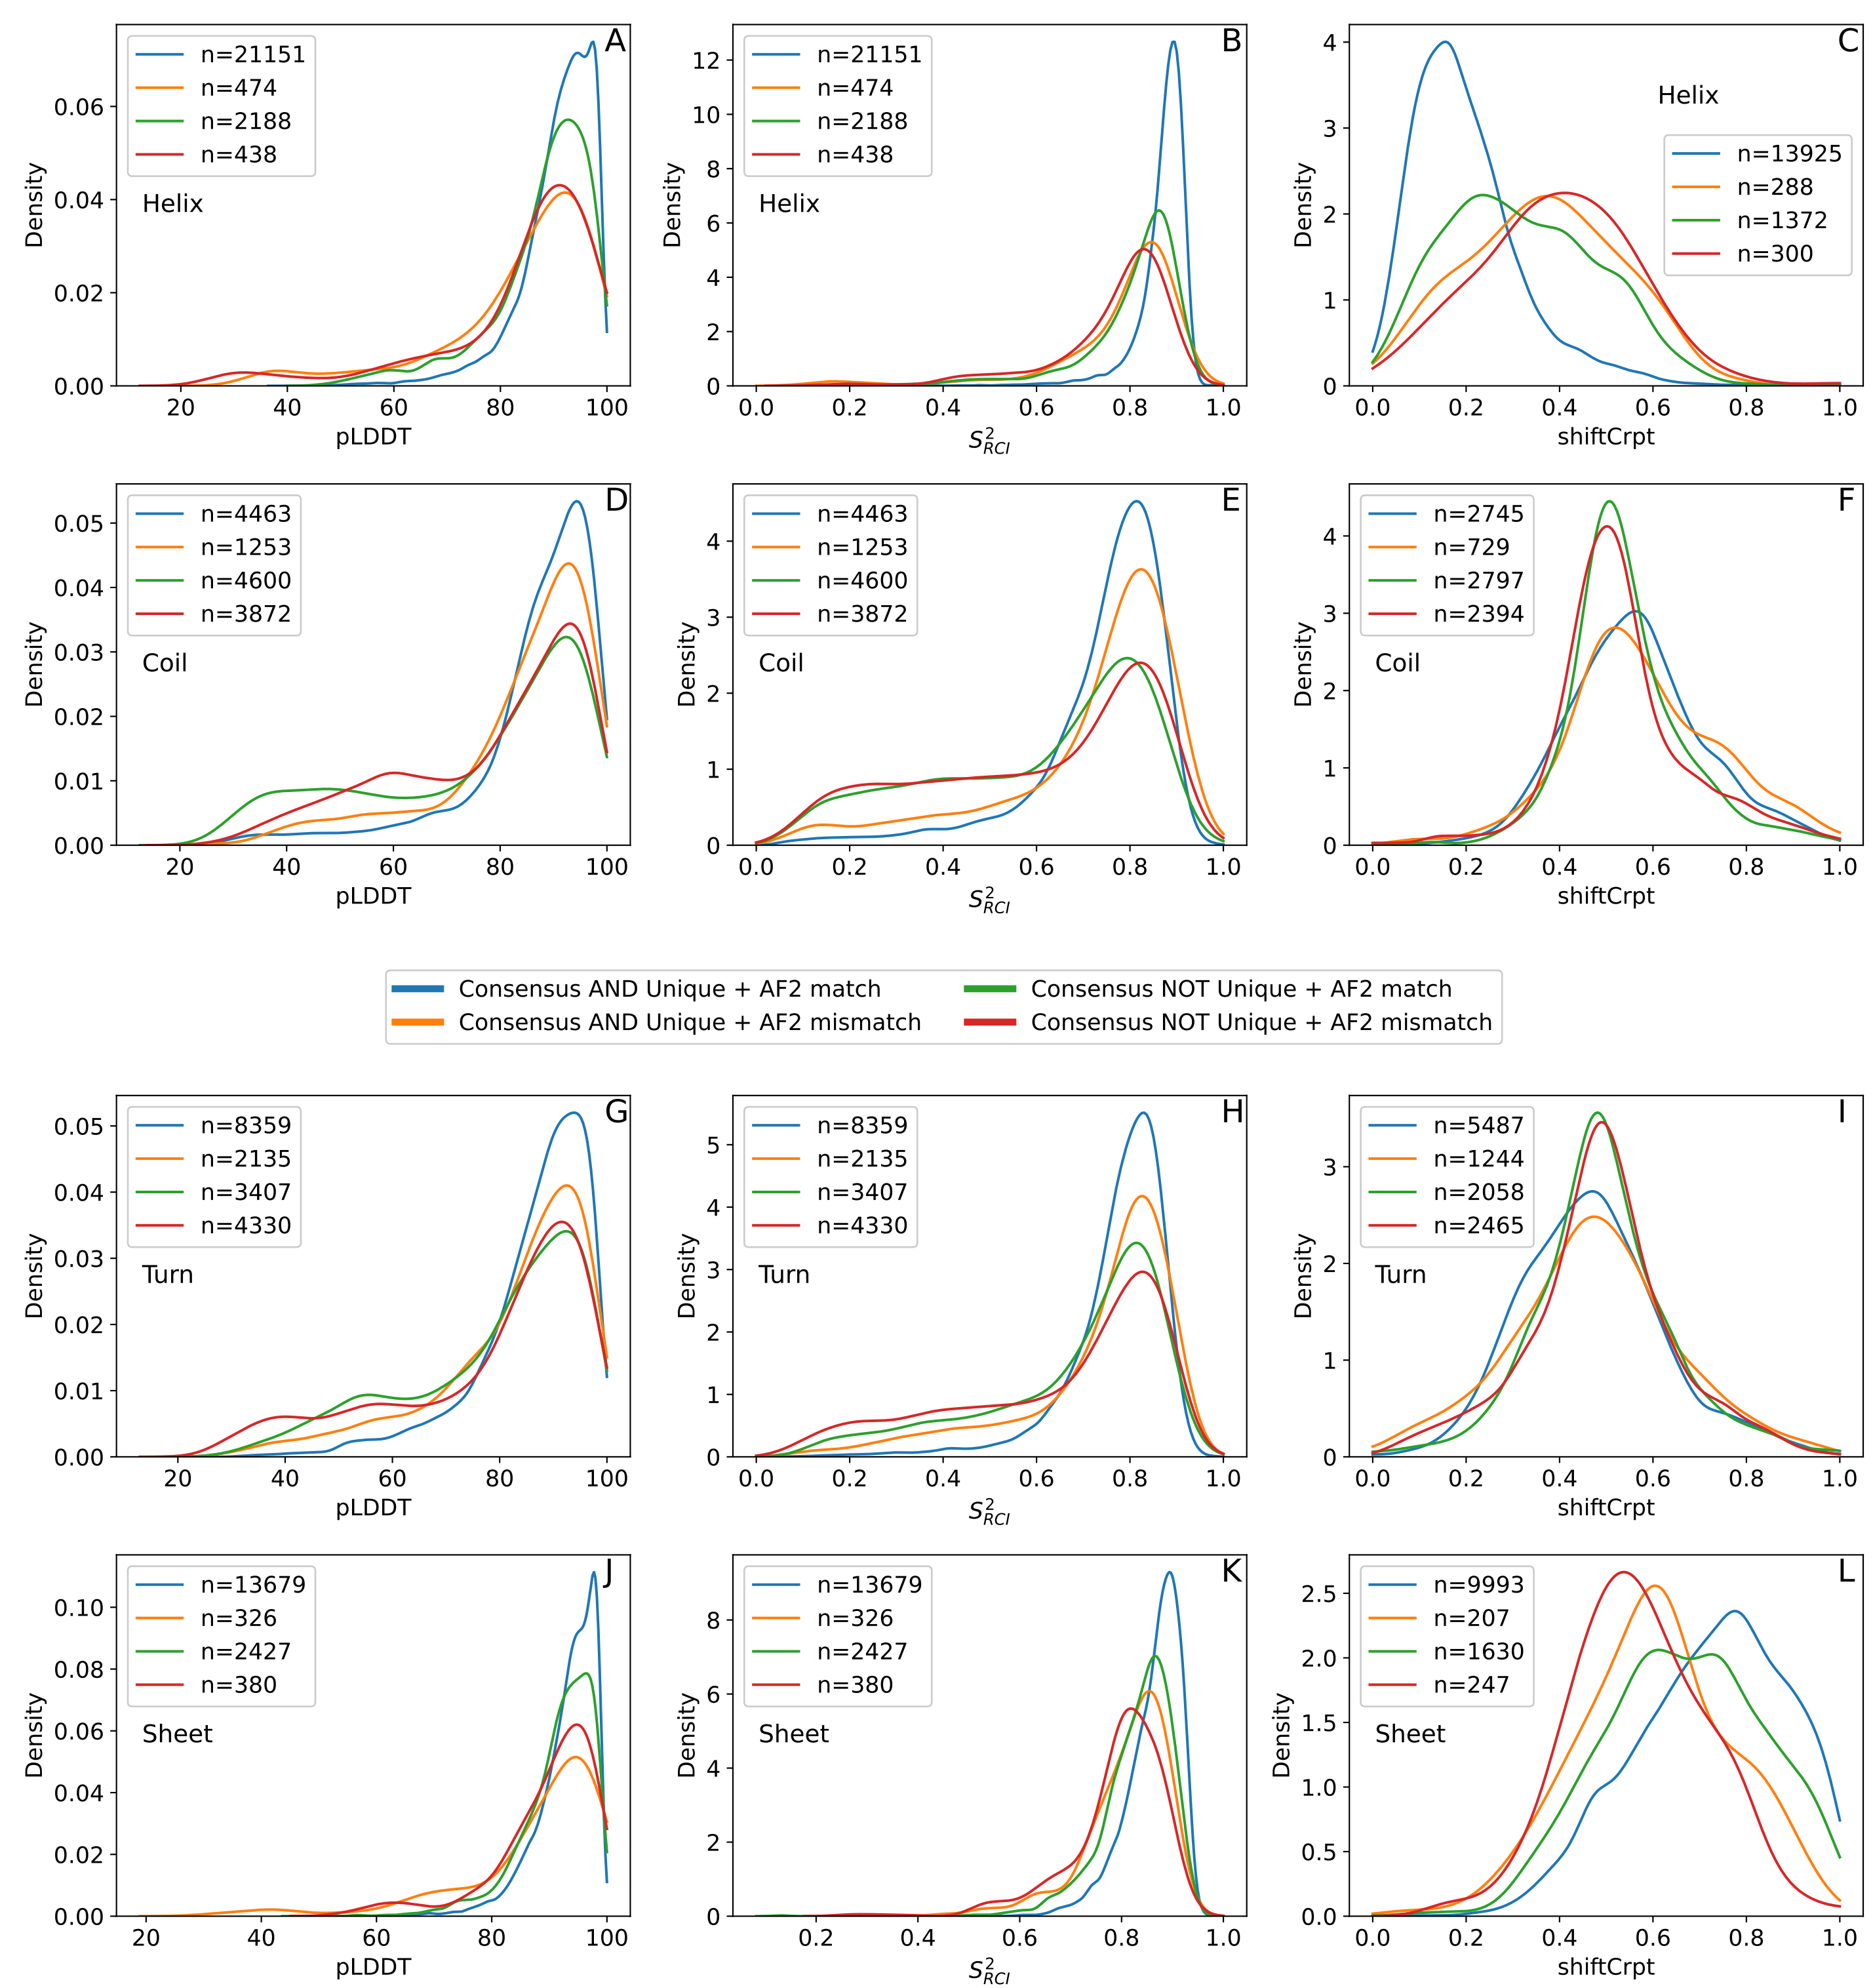 A
n=21151
n=474
n=2188
n=438
Helix
Density
0.00
0.02
0.04
0.06
20 40 60 80 100
pLDDT
B
n=21151
n=474
n=2188
n=438
Helix
Density
0
2
4
6
8
10
12
0.0 0.2 0.4 0.6 0.8 1.0
S²RCI
C
Helix
n=13925
n=288
n=1372
n=300
Density
0
1
2
3
4
0.0 0.2 0.4 0.6 0.8 1.0
shiftCrpt
D
n=4463
n=1253
n=4600
n=3872
Coil
Density
0.00
0.01
0.02
0.03
0.04
0.05
20 40 60 80 100
pLDDT
E
n=4463
n=1253
n=4600
n=3872
Coil
Density
0
1
2
3
4
0.0 0.2 0.4 0.6 0.8 1.0
S²RCI
F
n=2745
n=729
n=2797
n=2394
Coil
Density
0
1
2
3
4
0.0 0.2 0.4 0.6 0.8 1.0
shiftCrpt
Consensus AND Unique + AF2 match
Consensus AND Unique + AF2 mismatch
Consensus NOT Unique + AF2 match
Consensus NOT Unique + AF2 mismatch
G
n=8359
n=2135
n=3407
n=4330
Turn
Density
0.00
0.01
0.02
0.03
0.04
0.05
20 40 60 80 100
pLDDT
H
n=8359
n=2135
n=3407
n=4330
Turn
Density
0
1
2
3
4
5
0.0 0.2 0.4 0.6 0.8 1.0
S²RCI
I
n=5487
n=1244
n=2058
n=2465
Turn
Density
0
1
2
3
0.0 0.2 0.4 0.6 0.8 1.0
shiftCrpt
J
n=13679
n=326
n=2427
n=380
Sheet
Density
0.00
0.02
0.04
0.06
0.08
0.10
20 40 60 80 100
pLDDT
K
n=13679
n=326
n=2427
n=380
Sheet
Density
0
2
4
6
8
0.2 0.4 0.6 0.8 1.0
S²RCI
L
n=9993
n=207
n=1630
n=247
Sheet
Density
0.0
0.5
1.0
1.5
2.0
2.5
0.0 0.2 0.4 0.6 0.8 1.0
shiftCrpt